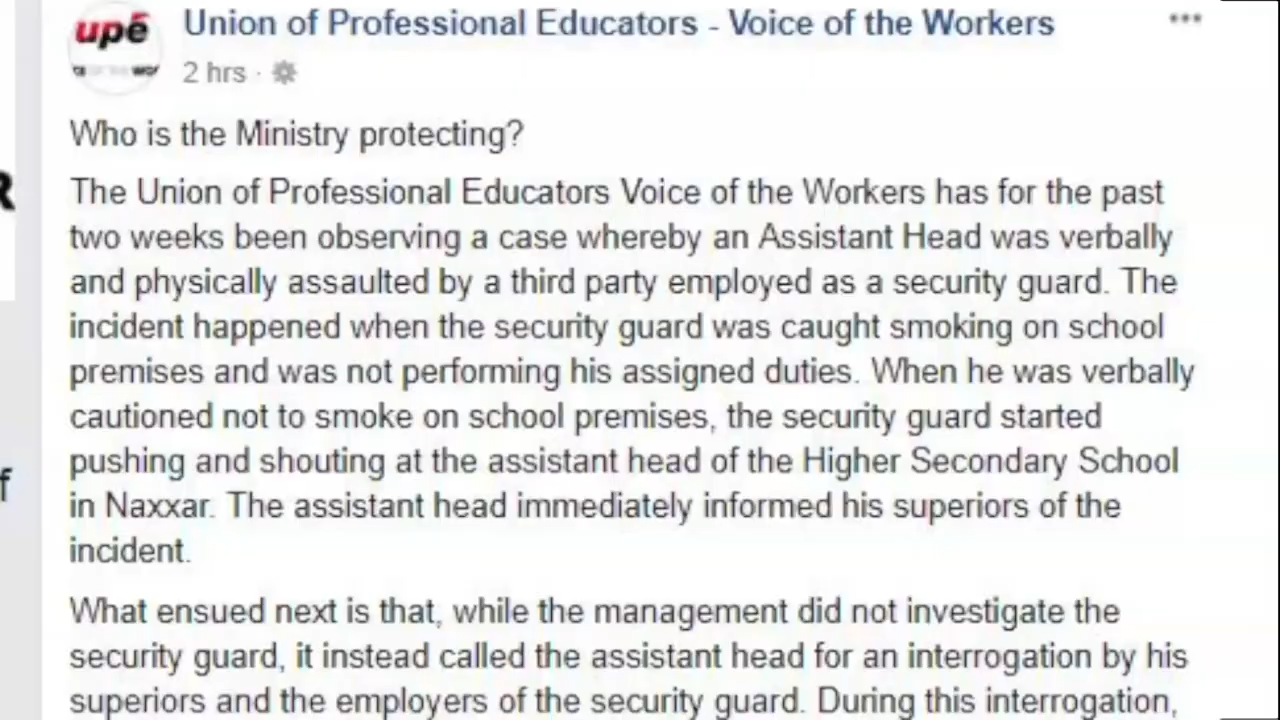 upé
Union of Professional Educators - Voice of the Workers
2 hrs ·
Who is the Ministry protecting?
The Union of Professional Educators Voice of the Workers has for the past
two weeks been observing a case whereby an Assistant Head was verbally
and physically assaulted by a third party employed as a security guard. The
incident happened when the security guard was caught smoking on school
premises and was not performing his assigned duties. When he was verbally
cautioned not to smoke on school premises, the security guard started
pushing and shouting at the assistant head of the Higher Secondary School
in Naxxar. The assistant head immediately informed his superiors of the
incident.
What ensued next is that, while the management did not investigate the
security guard, it instead called the assistant head for an interrogation by his
superiors and the employers of the security guard. During this interrogation,
R
f